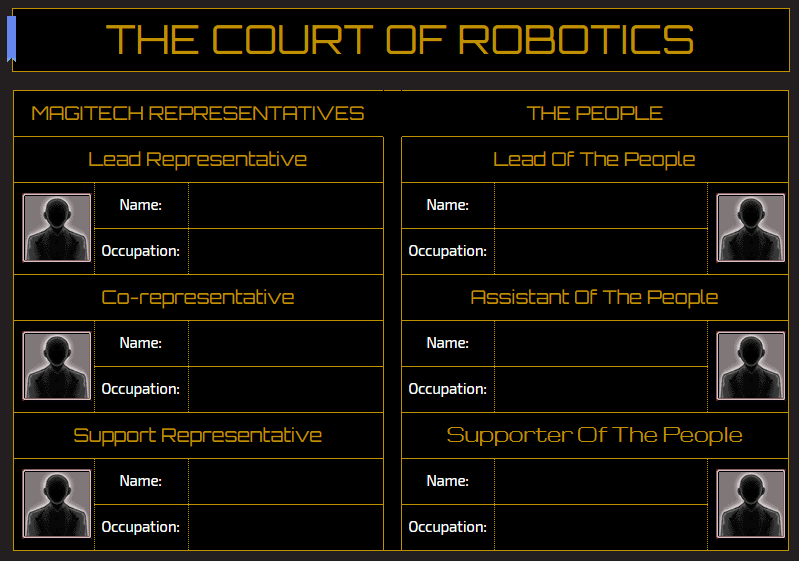 THE COURT OF ROBOTICS
MAGITECH REPRESENTATIVES
THE PEOPLE
Lead Representative
Lead Of The People
Name:
Name:
Occupation:
Occupation:
Co-representative
Assistant Of The People
Name:
Name:
Occupation:
Occupation:
Support Representative
Supporter Of The People
Name:
Name:
Occupation:
Occupation: